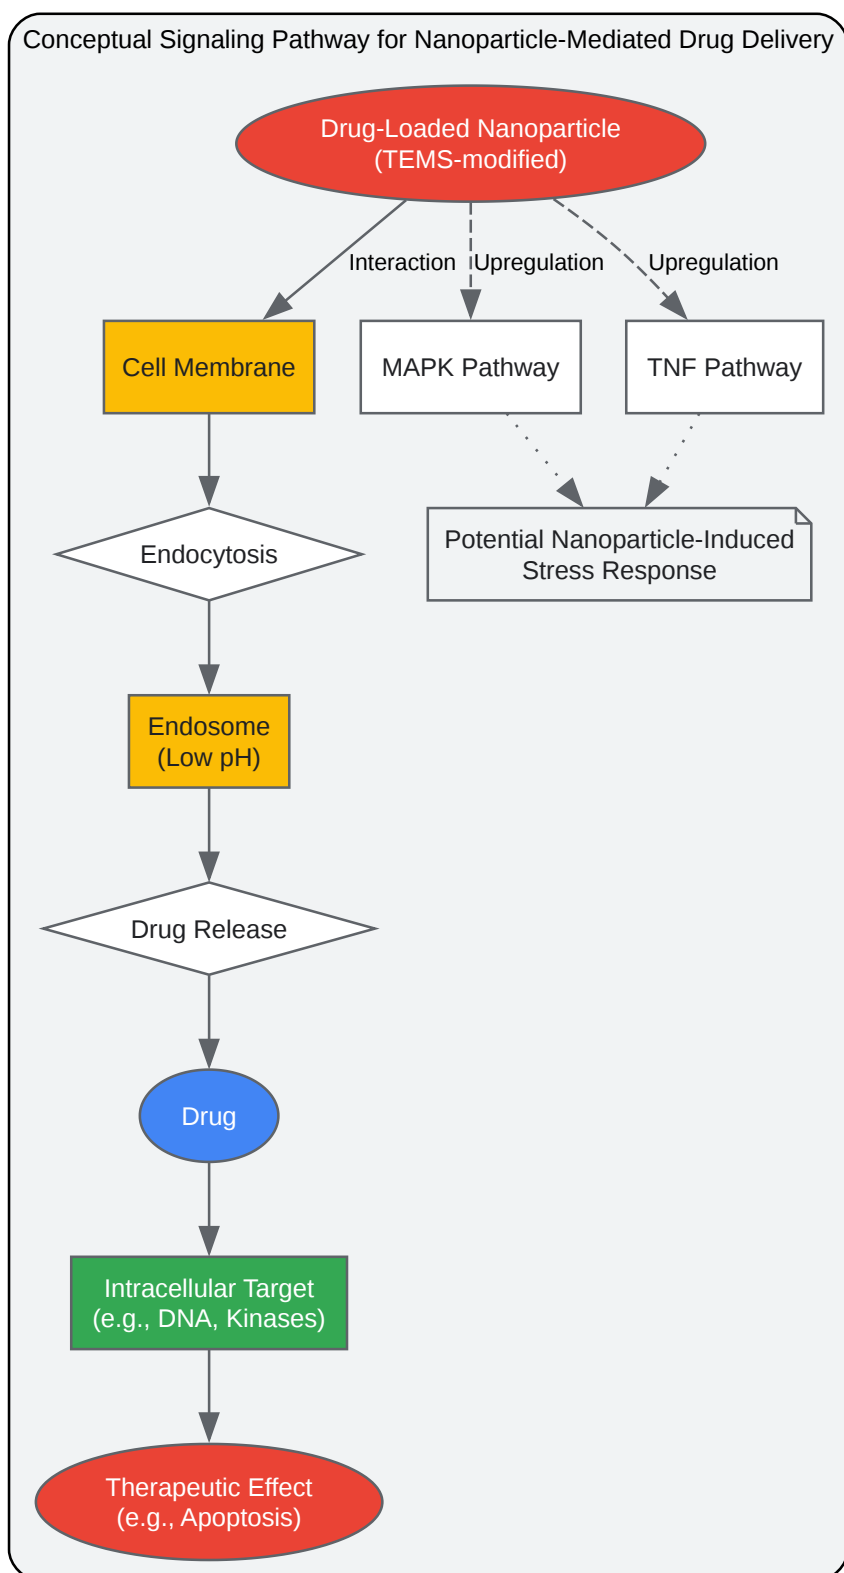 Conceptual Signaling Pathway for Nanoparticle-Mediated Drug Delivery
Drug-Loaded Nanoparticle
(TEMS-modified)
Interaction
Upregulation
Upregulation
Cell Membrane
MAPK Pathway
TNF Pathway
Endocytosis
Potential Nanoparticle-Induced
Stress Response
Endosome
(Low pH)
Drug Release
Drug
Intracellular Target
(e.g., DNA, Kinases)
Therapeutic Effect
(e.g., Apoptosis)